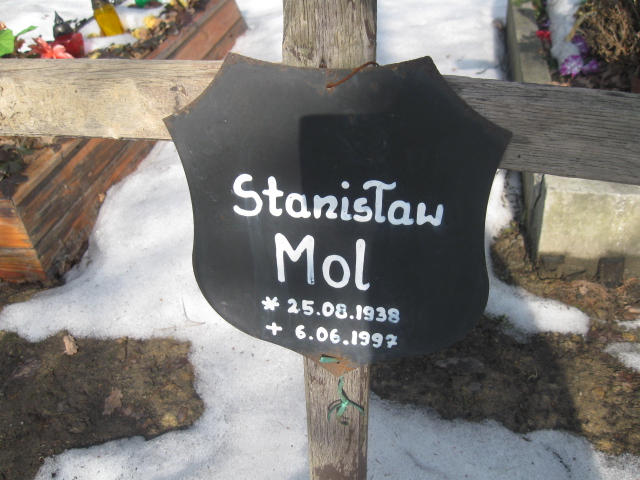 Stanisław
Mol
* 25.08.1938
+ 6.06.1997